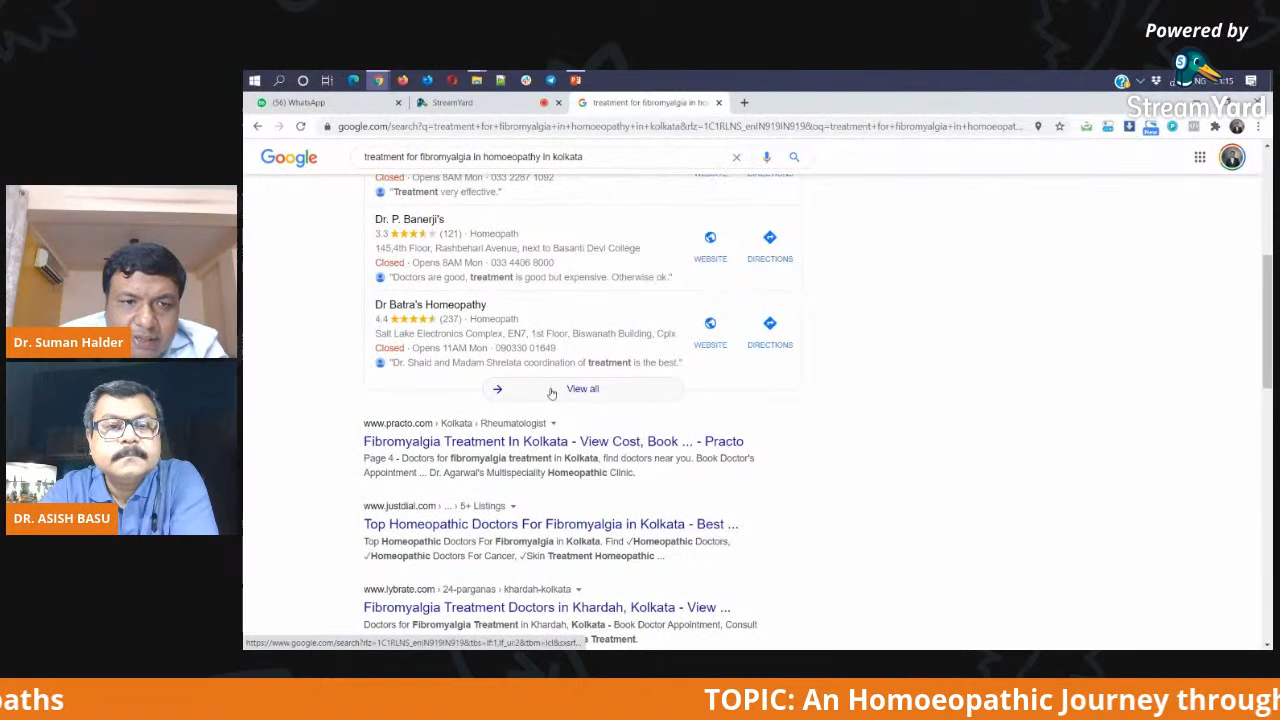 Powered by
StreamYard
(56) WhatsApp
StreamYard
treatment for fibromyalgia in ho
google.com/search?q=treatment+for+fibromyalgia+in+homoeopathy+in+kolkata&rlz=1C1RLNS_enIN919IN919&oq=treatment+for+fibromyalgia+in+homoeopat...
Google
treatment for fibromyalgia in homoeopathy in kolkata
Closed · Opens 8AM Mon · 033 2287 1092
"Treatment very effective."
Dr. P. Banerji's
3.3 (121) · Homeopath
145,4th Floor, Rashbehari Avenue, next to Basanti Devi College
Closed · Opens 8AM Mon · 033 4406 8000
"Doctors are good, treatment is good but expensive. Otherwise ok."
WEBSITE
DIRECTIONS
Dr Batra's Homeopathy
4.4 (237) · Homeopath
Salt Lake Electronics Complex, EN7, 1st Floor, Biswanath Building, Cplx
Closed · Opens 11AM Mon · 090330 01649
"Dr. Shaid and Madam Shrelata coordination of treatment is the best."
WEBSITE
DIRECTIONS
View all
www.practo.com › Kolkata › Rheumatologist
Fibromyalgia Treatment In Kolkata - View Cost, Book ... - Practo
Page 4 - Doctors for fibromyalgia treatment in Kolkata, find doctors near you. Book Doctor's
Appointment ... Dr. Agarwal's Multispeciality Homeopathic Clinic.
www.justdial.com › ... › 5+ Listings
Top Homeopathic Doctors For Fibromyalgia in Kolkata - Best ...
Top Homeopathic Doctors For Fibromyalgia in Kolkata. Find ✓Homeopathic Doctors,
✓Homeopathic Doctors For Cancer, ✓Skin Treatment Homeopathic ...
www.lybrate.com › 24-parganas › khardah-kolkata
Fibromyalgia Treatment Doctors in Khardah, Kolkata - View ...
Doctors for Fibromyalgia Treatment in Khardah, Kolkata - Book Doctor Appointment, Consult
Treatment.
Dr. Suman Halder
DR. ASISH BASU
paths
TOPIC: An Homoeopathic Journey through